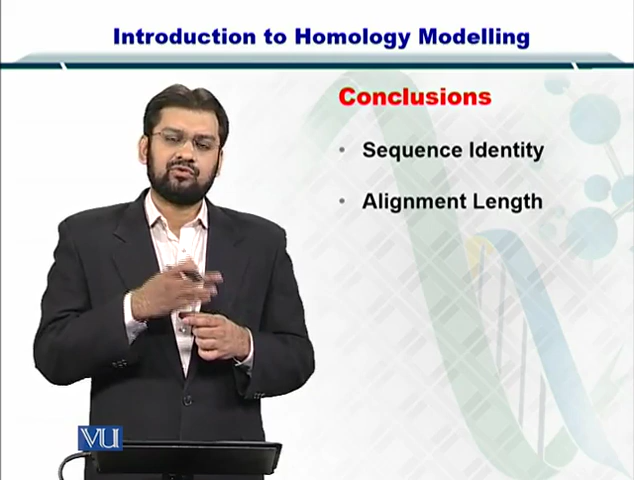 Introduction to Homology Modelling
Conclusions
• Sequence Identity
• Alignment Length
VU